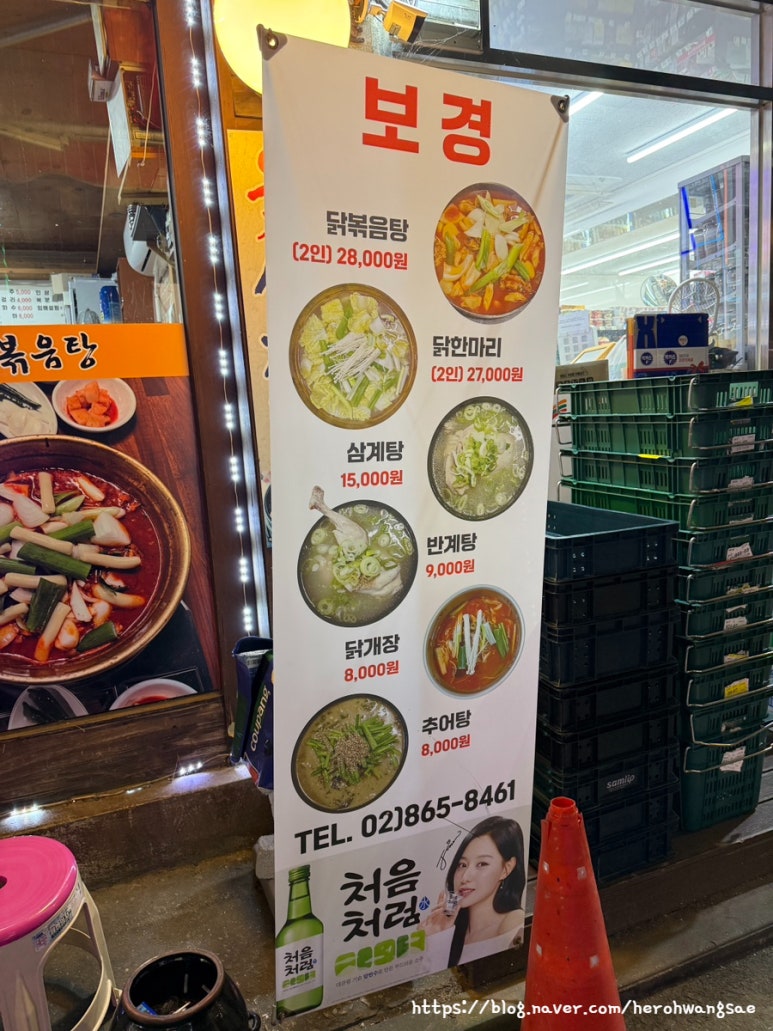 보경
닭볶음탕
(2인) 28,000원
닭한마리
(2인) 27,000원
삼계탕
15,000원
반계탕
9,000원
닭개장
8,000원
추어탕
8,000원
TEL. 02)865-8461
처음
처럼
처음
처럼
볶음탕
coupang
samlip
https://blog.naver.com/herohwangsae